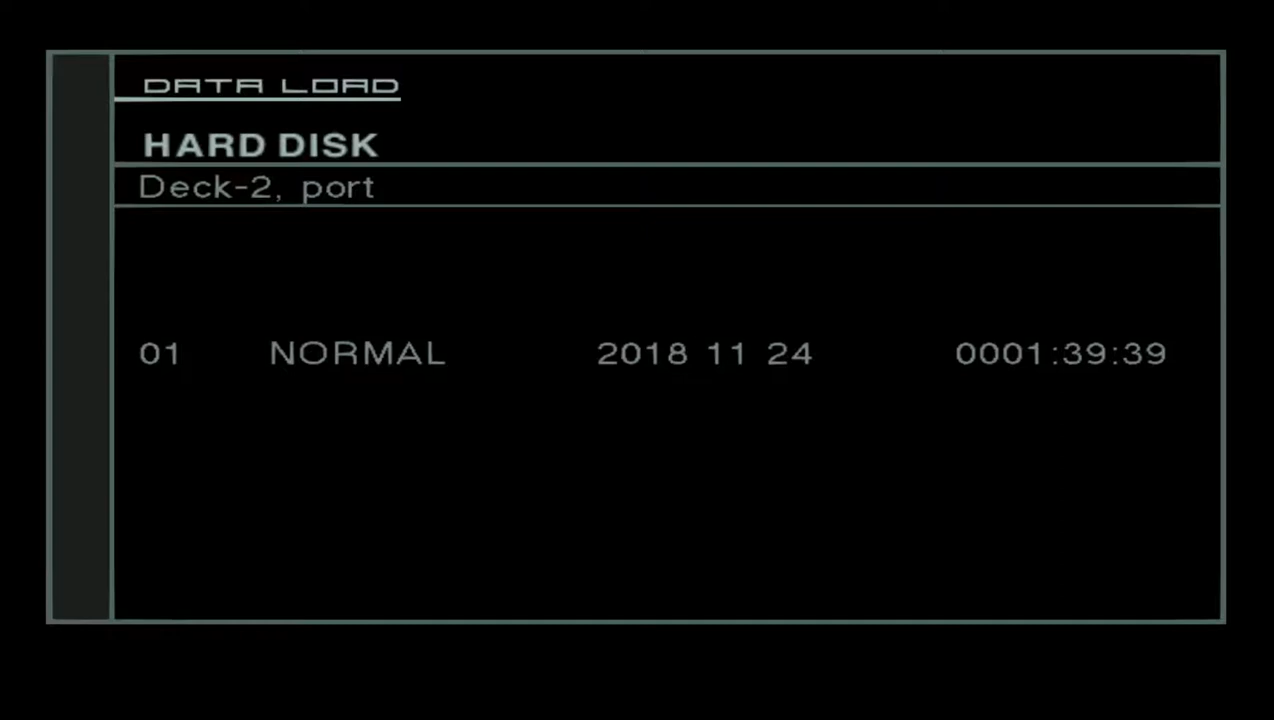 DATA LOAD
HARD DISK
Deck-2, port
01 NORMAL 2018 11 24 0001:39:39